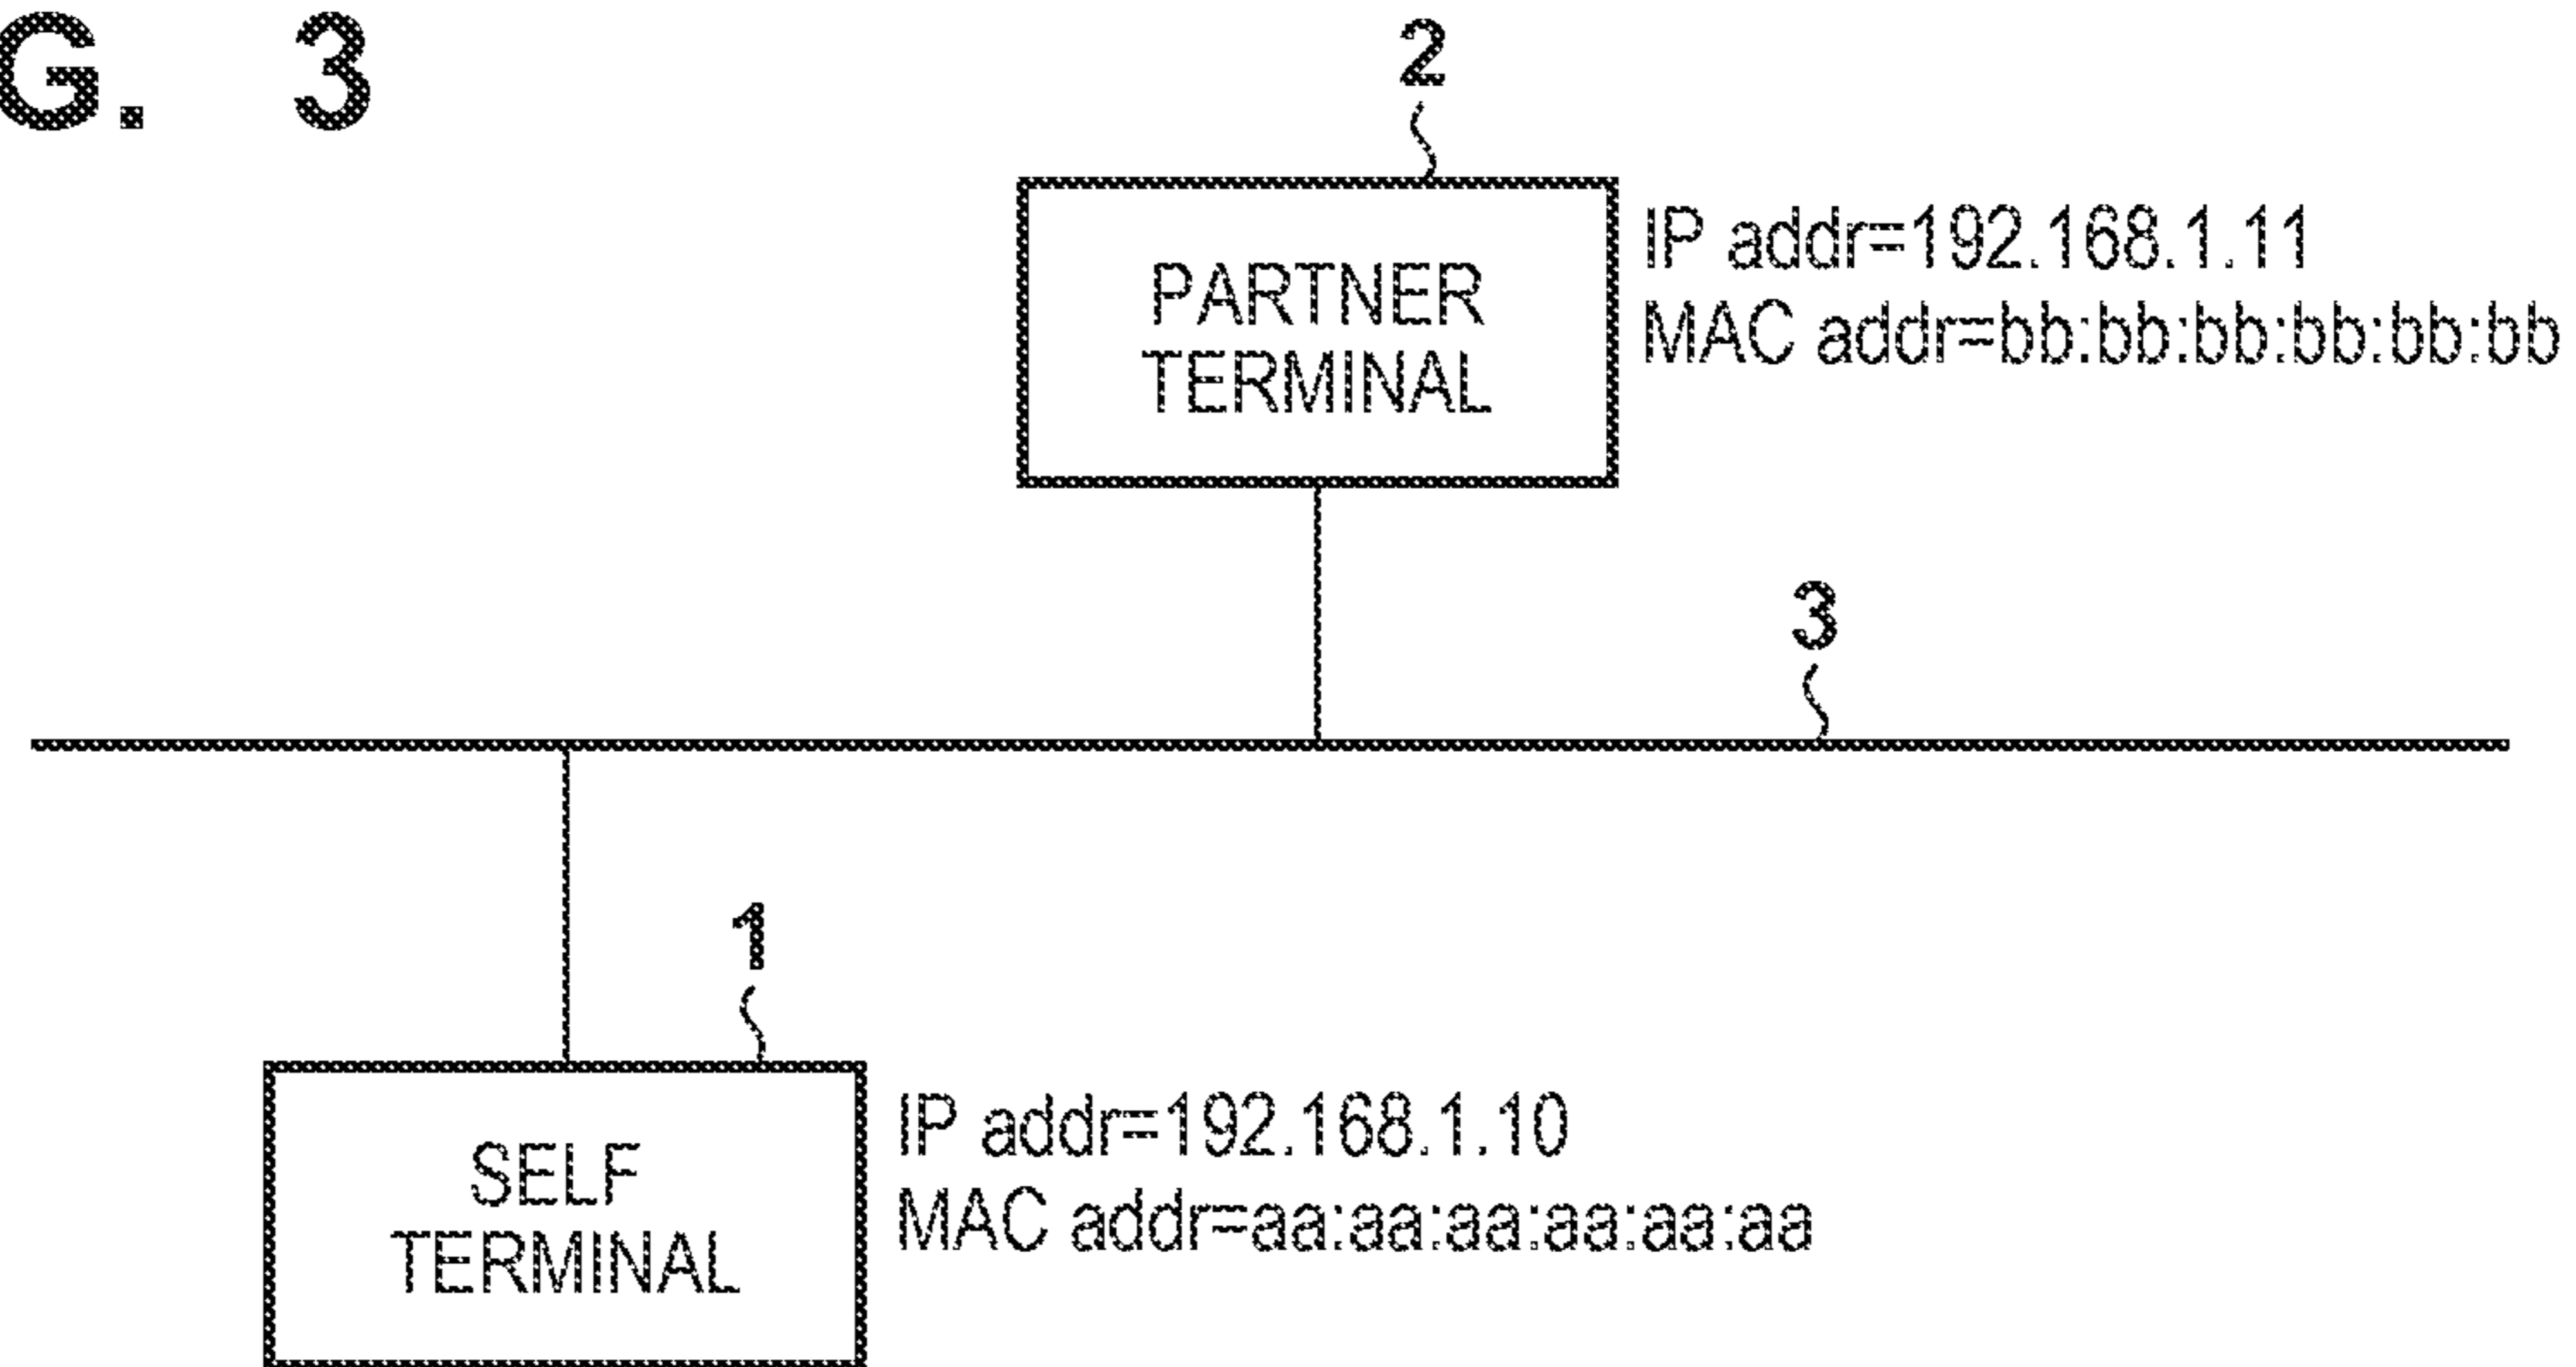 G. 3
2
PARTNER
TERMINAL
IP addr=192.168.1.11
MAC addr=bb:bb:bb:bb:bb:bb
3
1
SELF
TERMINAL
IP addr=192.168.1.10
MAC addr=aa:aa:aa:aa:aa:aa